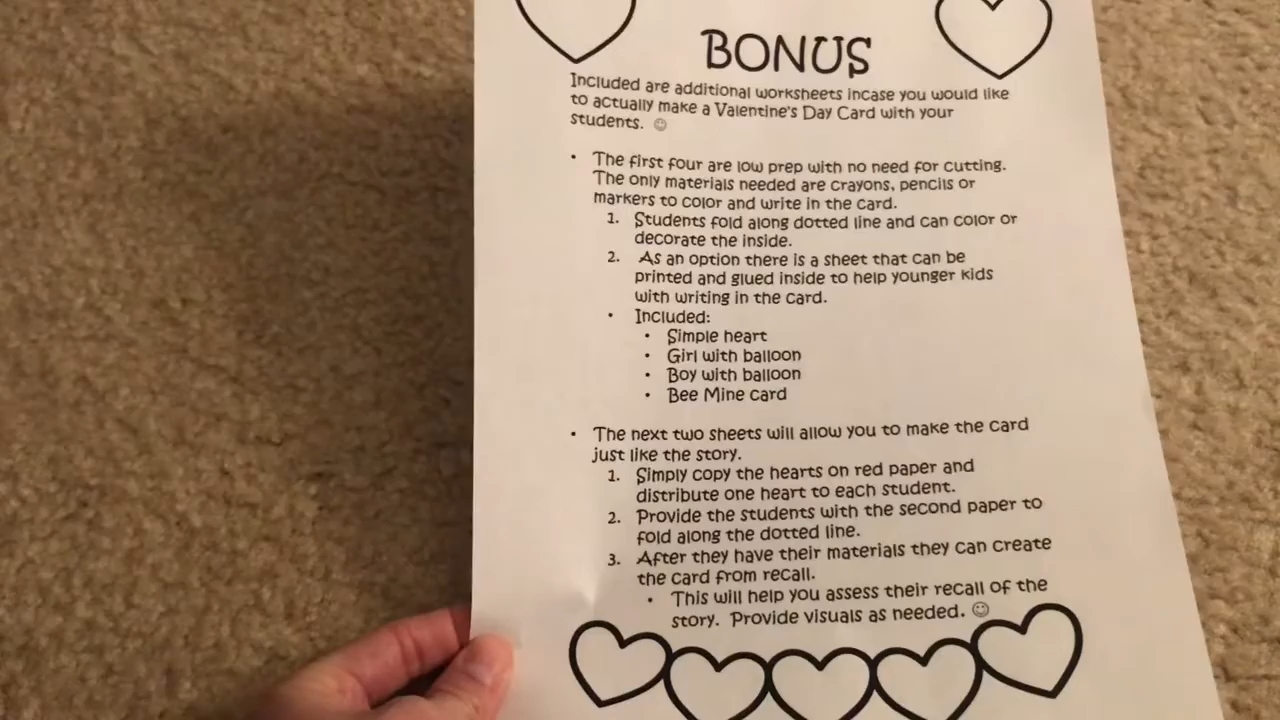 BONUS
Included are additional worksheets incase you would like
to actually make a Valentine's Day Card with your
students. ☺
• The first four are low prep with no need for cutting.
The only materials needed are crayons, pencils or
markers to color and write in the card.
1. Students fold along dotted line and can color or
decorate the inside.
2. As an option there is a sheet that can be
printed and glued inside to help younger kids
with writing in the card.
• Included:
• Simple heart
• Girl with balloon
• Boy with balloon
• Bee Mine card
• The next two sheets will allow you to make the card
just like the story.
1. Simply copy the hearts on red paper and
distribute one heart to each student.
2. Provide the students with the second paper to
fold along the dotted line.
3. After they have their materials they can create
the card from recall.
• This will help you assess their recall of the
story. Provide visuals as needed. ☺